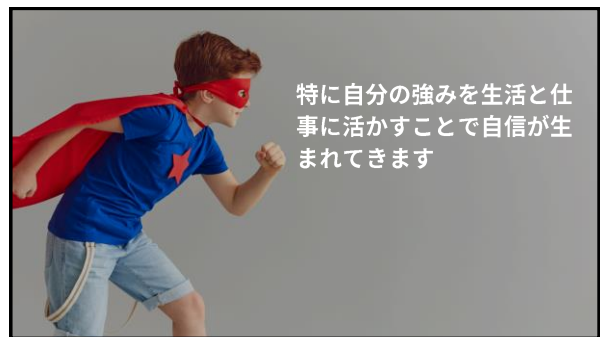 特に自分の強みを生活と仕
事に活かすことで自信が生
まれてきます